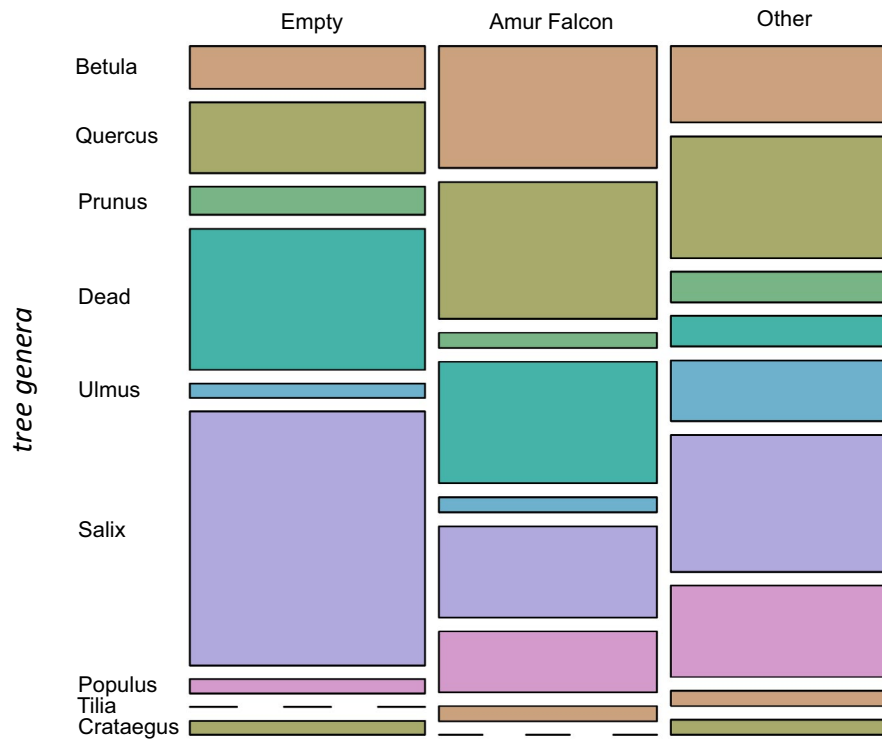 Empty
Amur Falcon
Other
Betula
Quercus
Prunus
Dead
Ulmus
Salix
Populus
Tilia
Crataegus
tree genera